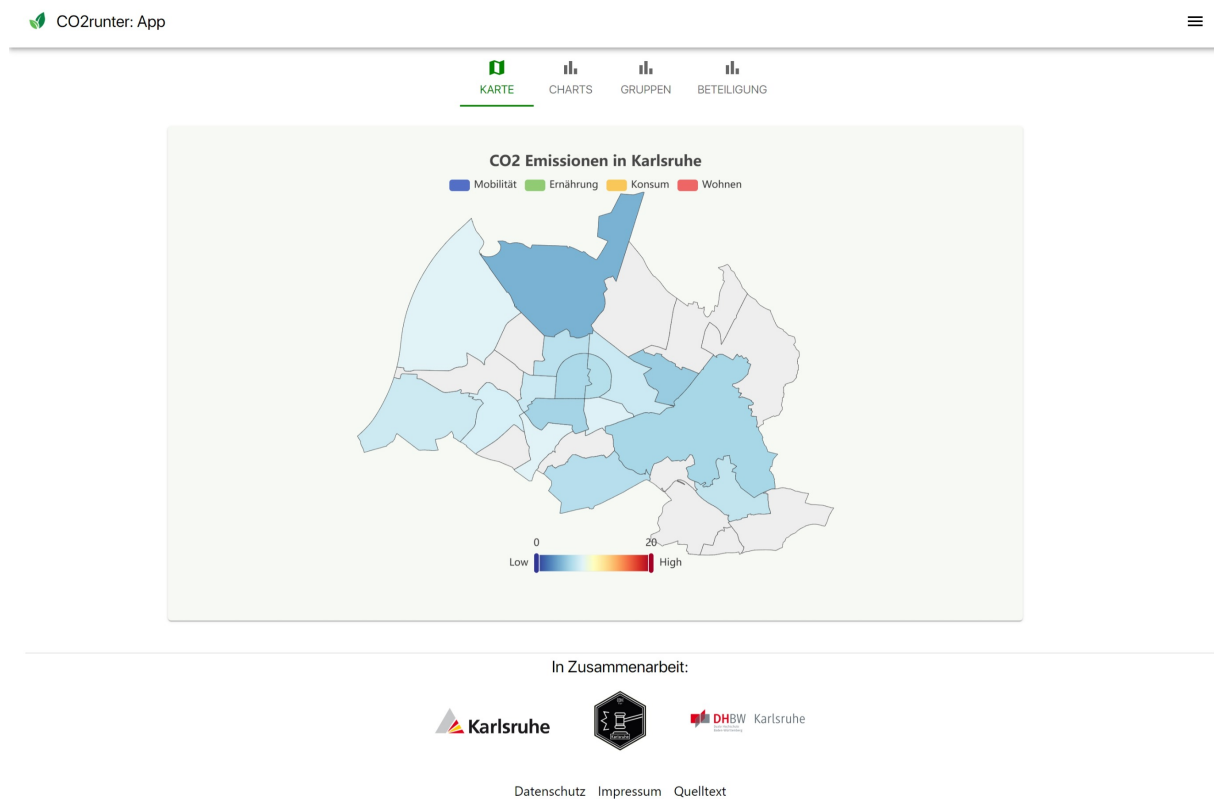 CO2runter: App
KARTE CHARTS GRUPPEN BETEILIGUNG
CO2 Emissionen in Karlsruhe
Mobilität Ernährung Konsum Wohnen
0 20
Low High
In Zusammenarbeit:
Karlsruhe
DHBW Karlsruhe
Datenschutz Impressum Quelltext